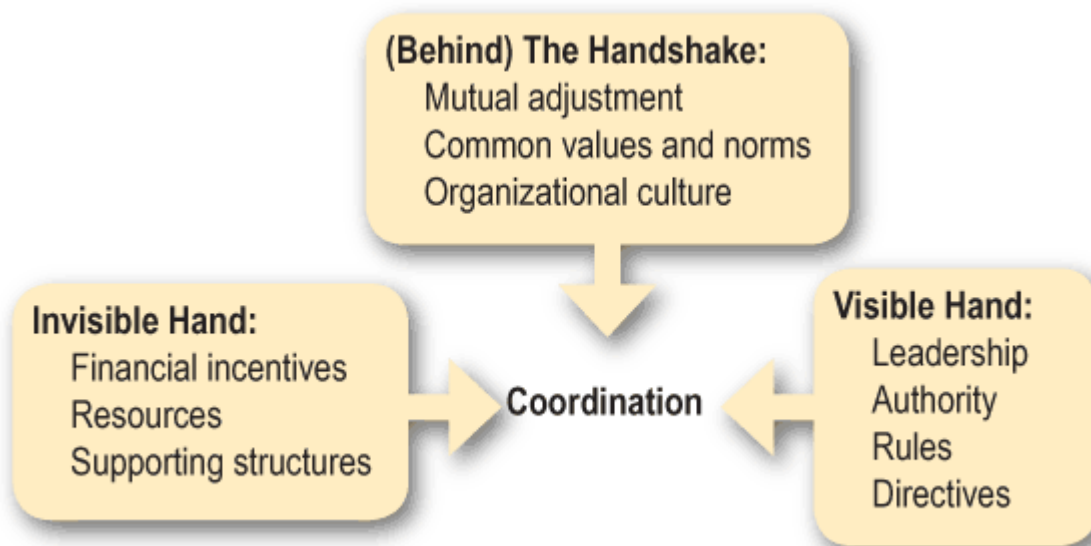 (Behind) The Handshake:
Mutual adjustment
Common values and norms
Organizational culture
Invisible Hand:
Financial incentives
Resources
Supporting structures
Coordination
Visible Hand:
Leadership
Authority
Rules
Directives